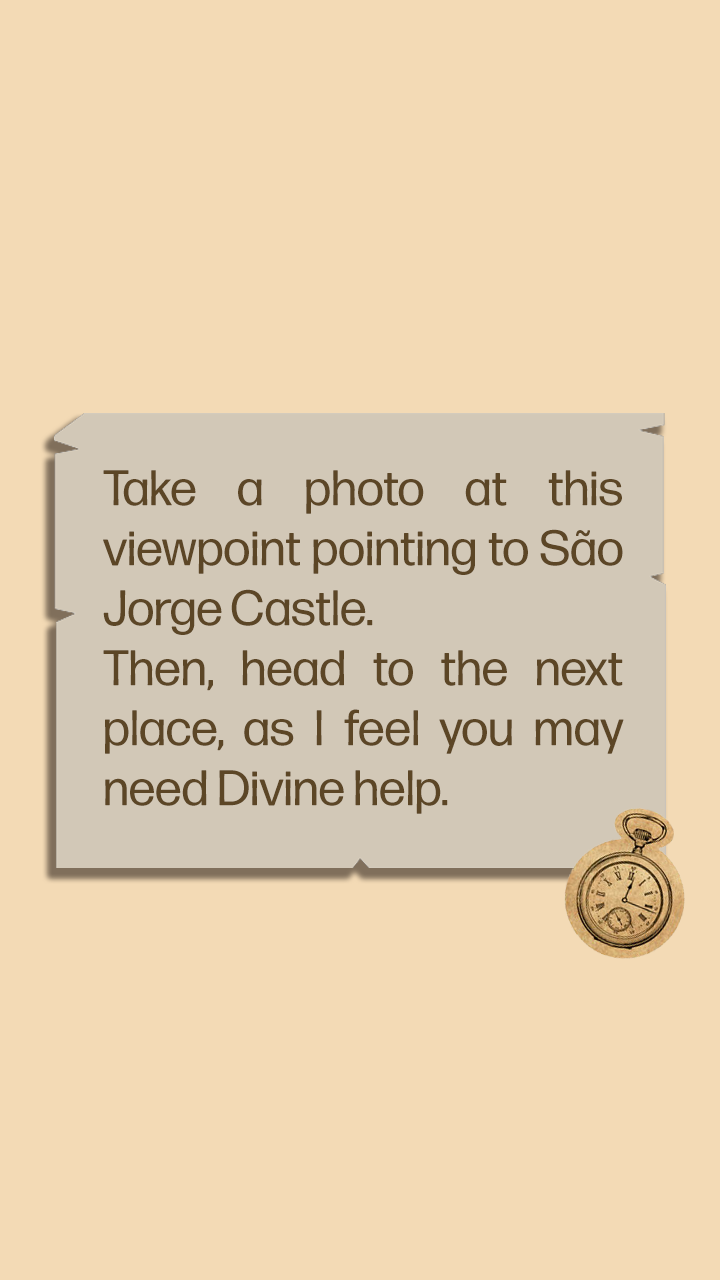 Take a photo at this
viewpoint pointing to São
Jorge Castle.
Then, head to the next
place, as I feel you may
need Divine help.